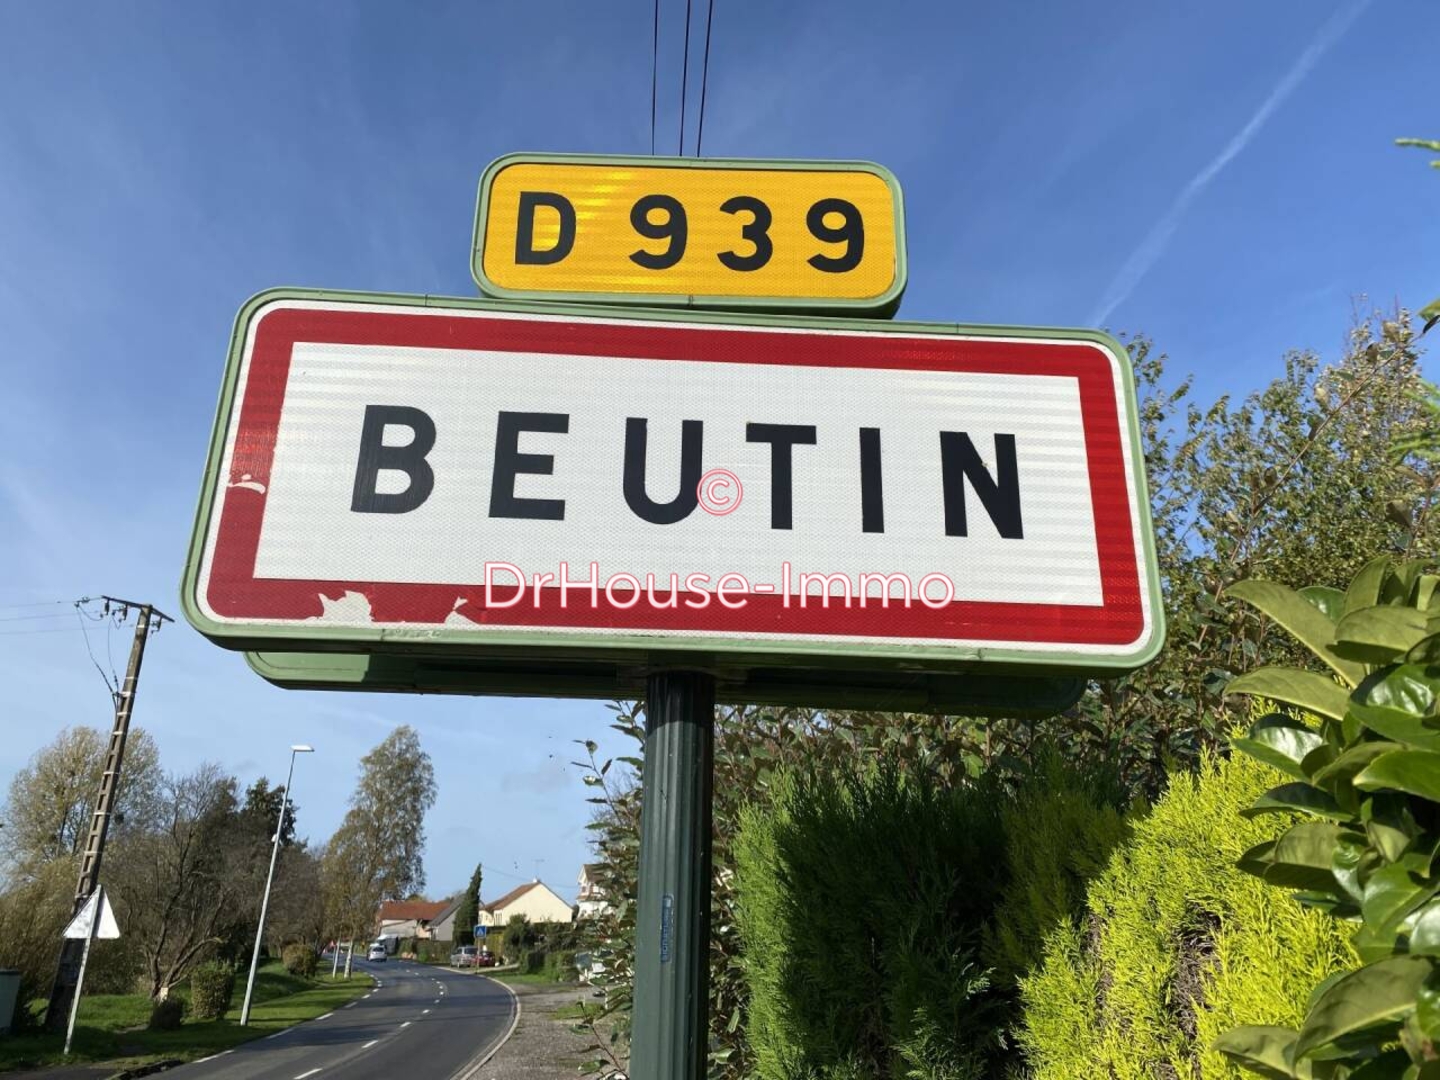 D 939
BEUTIN
©
DrHouse-Immo